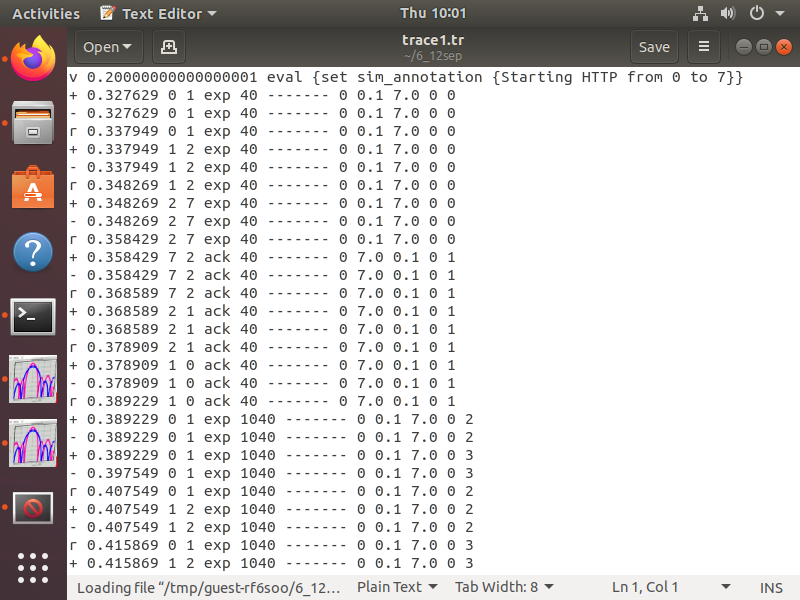 Activities Text Editor Thu 10:01
Open trace1.tr Save
~/6_12sep
v 0.20000000000000001 eval {set sim_annotation {Starting HTTP from 0 to 7}}
+ 0.327629 0 1 exp 40 ------- 0 0.1 7.0 0 0
- 0.327629 0 1 exp 40 ------- 0 0.1 7.0 0 0
r 0.337949 0 1 exp 40 ------- 0 0.1 7.0 0 0
+ 0.337949 1 2 exp 40 ------- 0 0.1 7.0 0 0
- 0.337949 1 2 exp 40 ------- 0 0.1 7.0 0 0
r 0.348269 1 2 exp 40 ------- 0 0.1 7.0 0 0
+ 0.348269 2 7 exp 40 ------- 0 0.1 7.0 0 0
- 0.348269 2 7 exp 40 ------- 0 0.1 7.0 0 0
r 0.358429 2 7 exp 40 ------- 0 0.1 7.0 0 0
+ 0.358429 7 2 ack 40 ------- 0 7.0 0.1 0 1
- 0.358429 7 2 ack 40 ------- 0 7.0 0.1 0 1
r 0.368589 7 2 ack 40 ------- 0 7.0 0.1 0 1
+ 0.368589 2 1 ack 40 ------- 0 7.0 0.1 0 1
- 0.368589 2 1 ack 40 ------- 0 7.0 0.1 0 1
r 0.378909 2 1 ack 40 ------- 0 7.0 0.1 0 1
+ 0.378909 1 0 ack 40 ------- 0 7.0 0.1 0 1
- 0.378909 1 0 ack 40 ------- 0 7.0 0.1 0 1
r 0.389229 1 0 ack 40 ------- 0 7.0 0.1 0 1
+ 0.389229 0 1 exp 1040 ------- 0 0.1 7.0 0 2
- 0.389229 0 1 exp 1040 ------- 0 0.1 7.0 0 2
+ 0.389229 0 1 exp 1040 ------- 0 0.1 7.0 0 3
- 0.397549 0 1 exp 1040 ------- 0 0.1 7.0 0 3
r 0.407549 0 1 exp 1040 ------- 0 0.1 7.0 0 2
+ 0.407549 1 2 exp 1040 ------- 0 0.1 7.0 0 2
- 0.407549 1 2 exp 1040 ------- 0 0.1 7.0 0 2
r 0.415869 0 1 exp 1040 ------- 0 0.1 7.0 0 3
+ 0.415869 1 2 exp 1040 ------- 0 0.1 7.0 0 3
Loading file “/tmp/guest-rf6soo/6_12… Plain Text Tab Width: 8 Ln 1, Col 1 INS